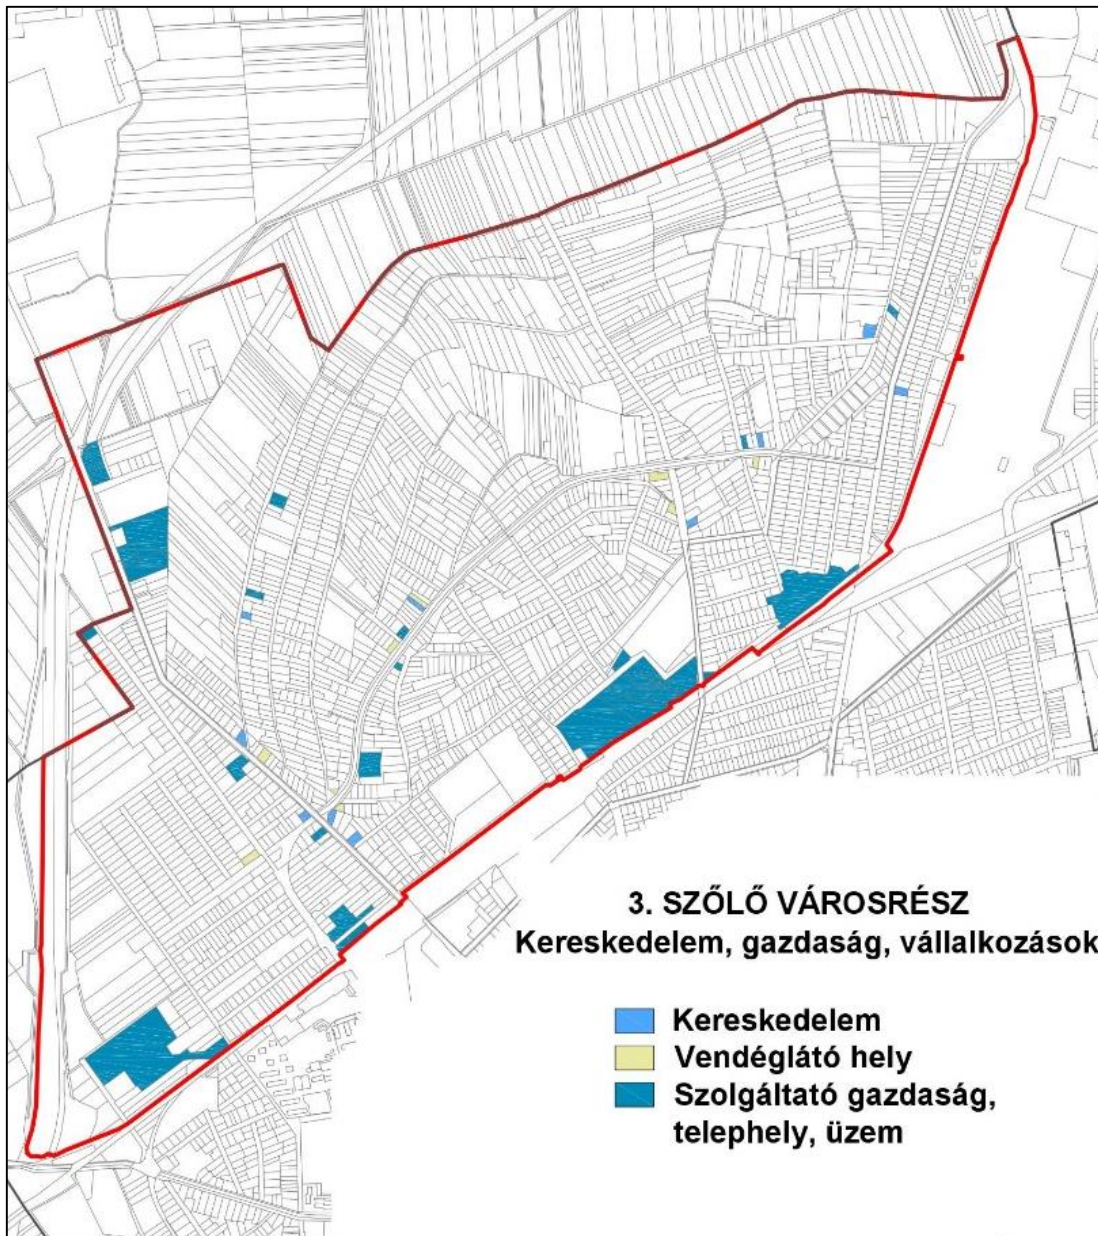 3. SZŐLŐ VÁROSRÉSZ
Kereskedelem, gazdaság, vállalkozások
Kereskedelem
Vendéglátó hely
Szolgáltató gazdaság,
telephely, üzem